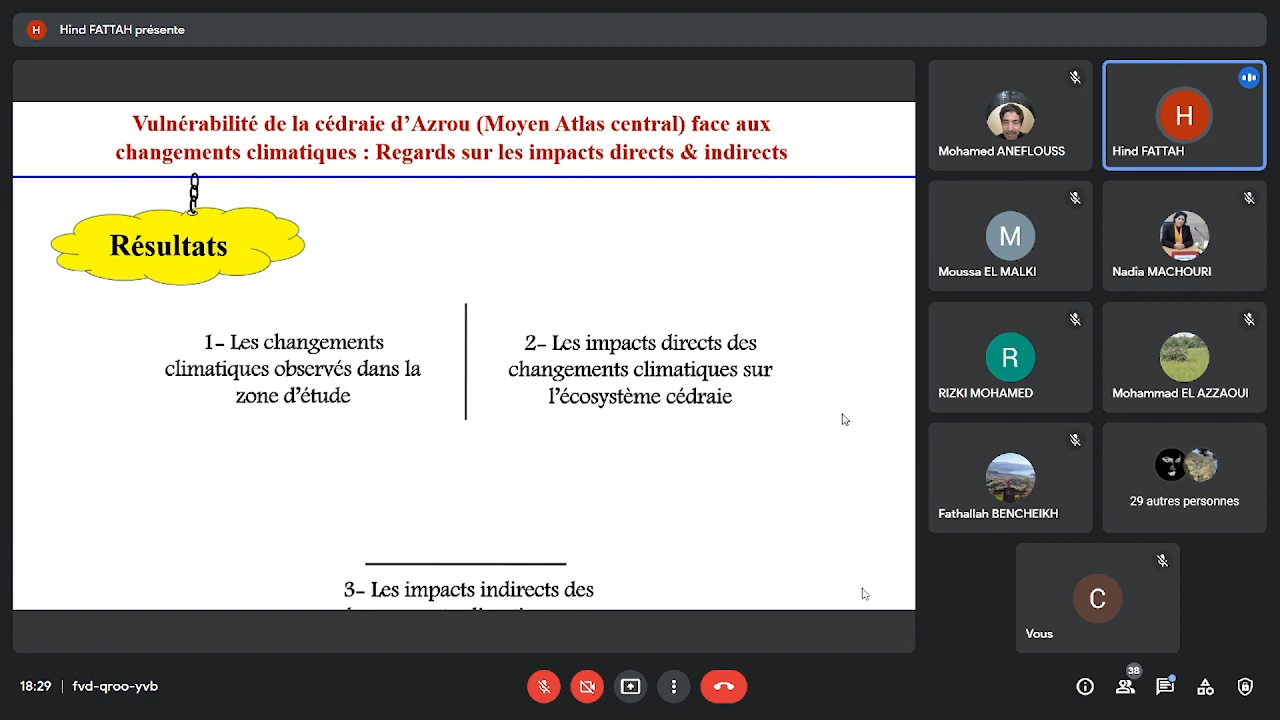 H Hind FATTAH présente
Vulnérabilité de la cédraie d'Azrou (Moyen Atlas central) face aux
changements climatiques : Regards sur les impacts directs & indirects
Résultats
1- Les changements
climatiques observés dans la
zone d'étude
2- Les impacts directs des
changements climatiques sur
l'écosystème cédraie
3- Les impacts indirects des
Mohamed ANEFLOUSS
H
Hind FATTAH
M
Moussa EL MALKI
Nadia MACHOURI
R
RIZKI MOHAMED
Mohammad EL AZZAOUI
Fathallah BENCHEIKH
29 autres personnes
C
Vous
18:29 | fvd-qroo-yvb
38